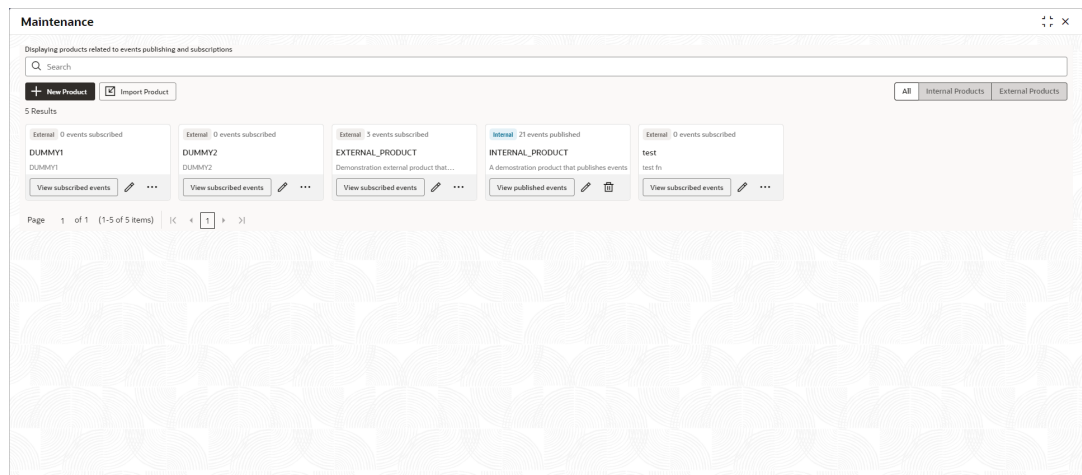 Maintenance
Displaying products related to events publishing and subscriptions
Search
New Product Import Product All Internal Products External Products
5 Results
External 0 events subscribed External 0 events subscribed External 3 events subscribed Internal 21 events published External 0 events subscribed
DUMMY1 DUMMY2 EXTERNAL_PRODUCT INTERNAL_PRODUCT test
DUMMY1 DUMMY2 Demonstration external product that... A demostration product that publishes events test fn
View subscribed events View subscribed events View subscribed events View published events View subscribed events
Page 1 of 1 (1-5 of 5 items) 1